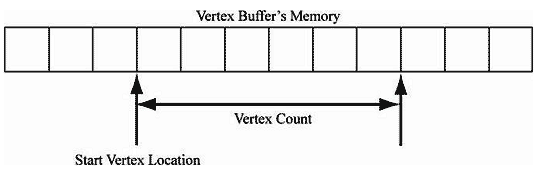 Vertex Buffer's Memory
Vertex Count
Start Vertex Location